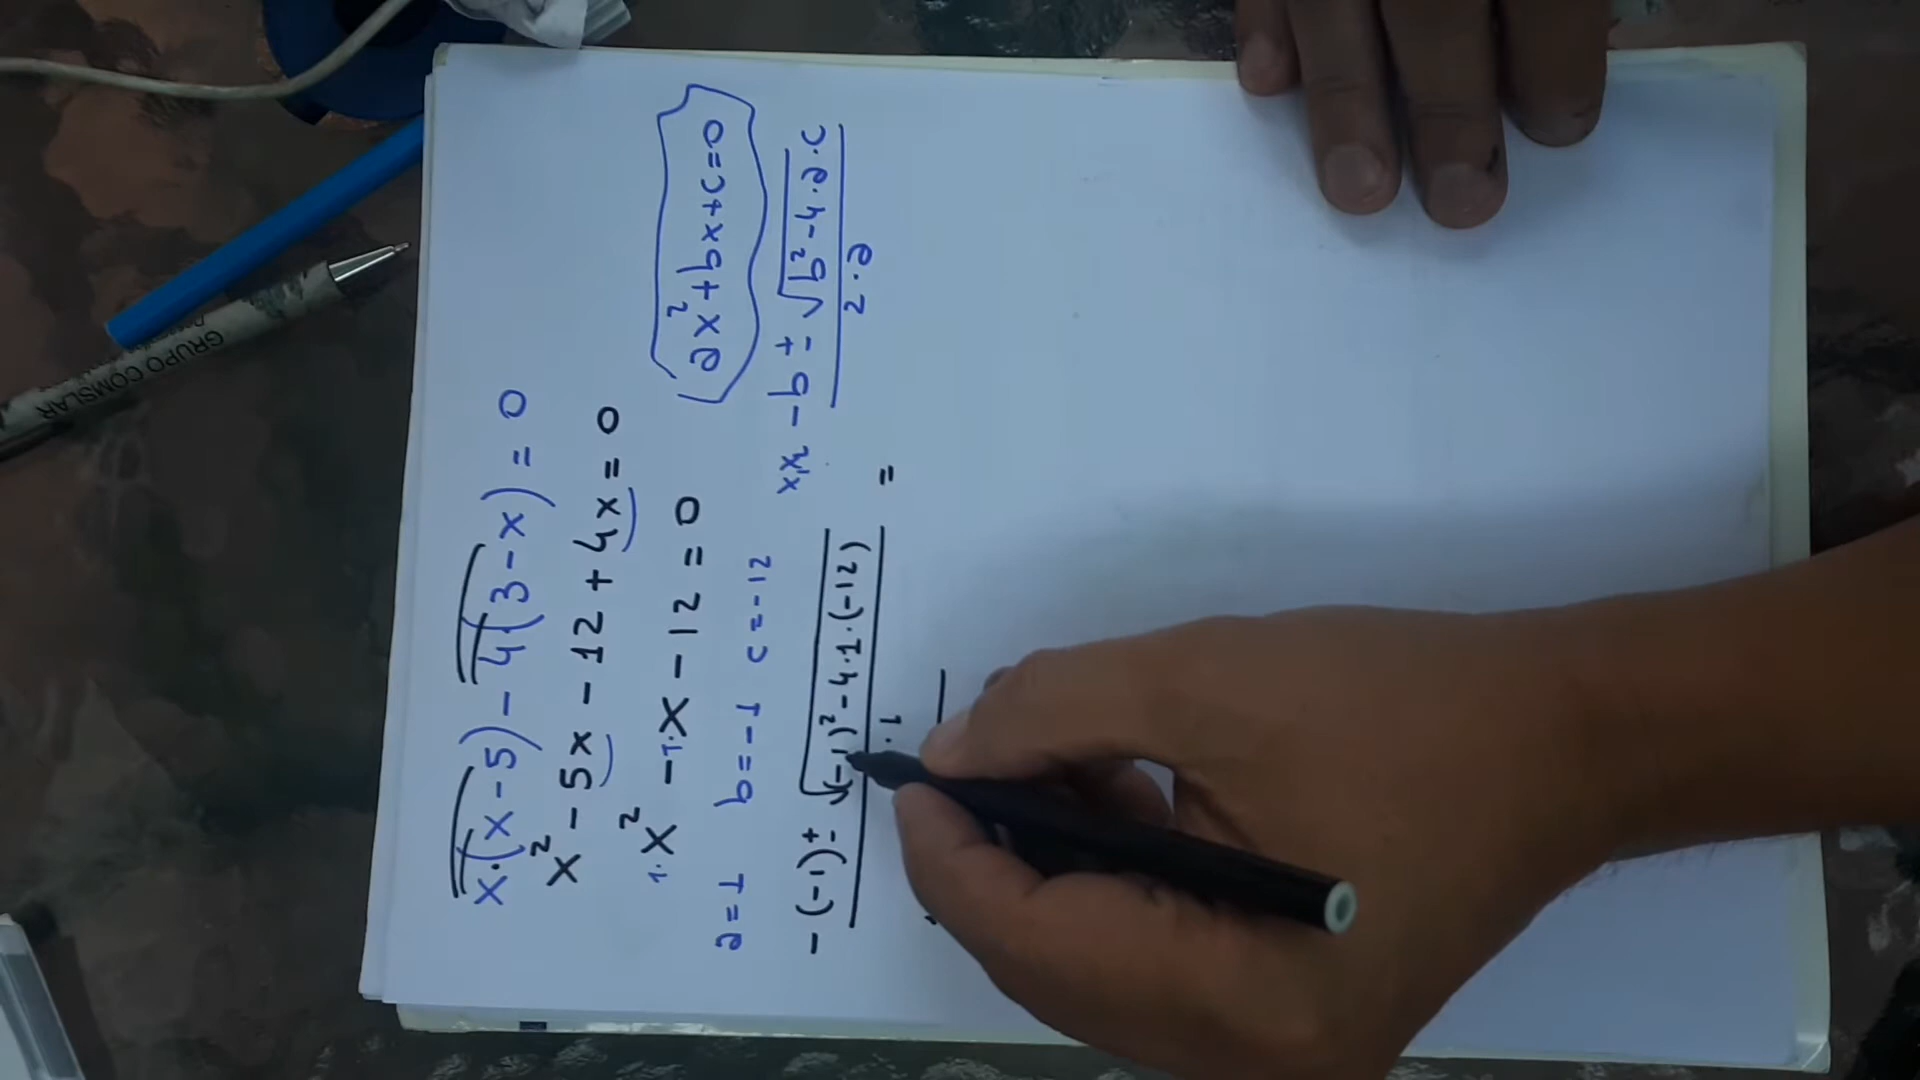 x·(x-5)-4(3-x)=0
x²-5x-12+4x=0
1·x²-1·x-12=0
a=1 b=-1 c=-12
ax²+bx+c=0
x₁x₂ -b±√b²-4·a·c
2·a
-(-1)±√(-1)²-4·1·(-12) =
·1
GRUPO COMSLAR